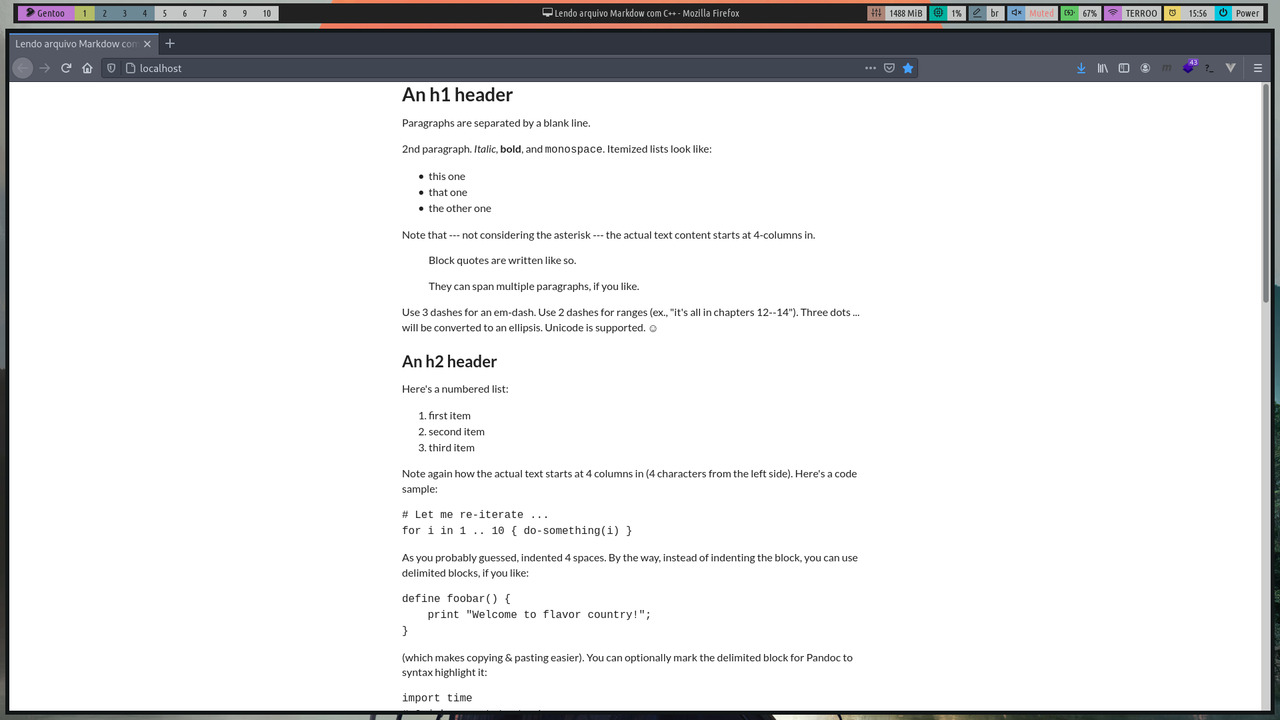 Gentoo 1 2 3 4 5 6 7 8 9 10 Lendo arquivo Markdow com C++ - Mozilla Firefox 1488 MiB 1% br Muted 67% TERROO 15:56 Power
Lendo arquivo Markdow con
localhost
43
An h1 header
Paragraphs are separated by a blank line.
2nd paragraph. Italic, bold, and monospace. Itemized lists look like:
• this one
• that one
• the other one
Note that --- not considering the asterisk --- the actual text content starts at 4-columns in.
Block quotes are written like so.
They can span multiple paragraphs, if you like.
Use 3 dashes for an em-dash. Use 2 dashes for ranges (ex., "it's all in chapters 12--14"). Three dots ...
will be converted to an ellipsis. Unicode is supported. ☺
An h2 header
Here's a numbered list:
1. first item
2. second item
3. third item
Note again how the actual text starts at 4 columns in (4 characters from the left side). Here's a code
sample:
# Let me re-iterate ...
for i in 1 .. 10 { do-something(i) }
As you probably guessed, indented 4 spaces. By the way, instead of indenting the block, you can use
delimited blocks, if you like:
define foobar() {
    print "Welcome to flavor country!";
}
(which makes copying & pasting easier). You can optionally mark the delimited block for Pandoc to
syntax highlight it:
import time